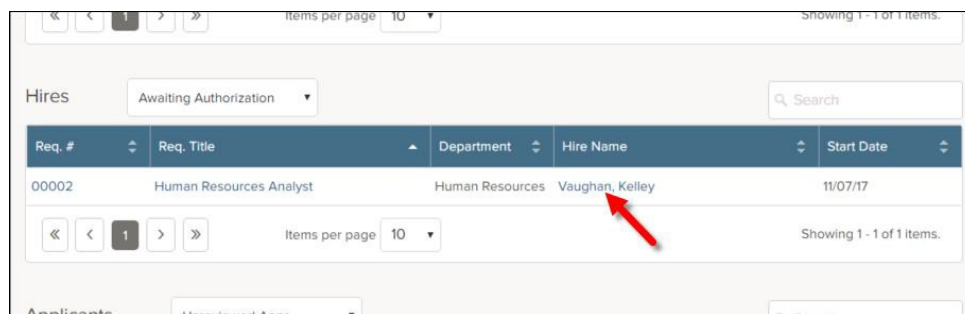 « < 1 > » Items per page 10 Showing 1 - 1 of 1 items.
Hires Awaiting Authorization Search
Req. # Req. Title Department Hire Name Start Date
00002 Human Resources Analyst Human Resources Vaughan, Kelley 11/07/17
« < 1 > » Items per page 10 Showing 1 - 1 of 1 items.
Applicants